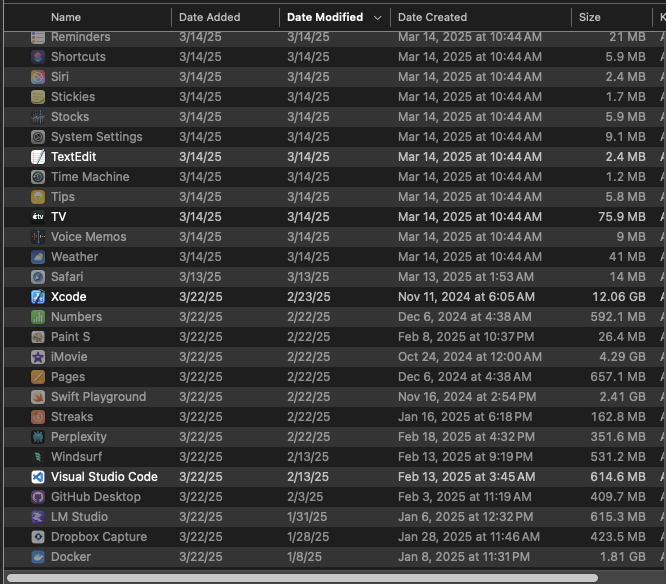 Name Date Added Date Modified Date Created Size
Reminders 3/14/25 3/14/25 Mar 14, 2025 at 10:44 AM 21 MB
Shortcuts 3/14/25 3/14/25 Mar 14, 2025 at 10:44 AM 5.9 MB
Siri 3/14/25 3/14/25 Mar 14, 2025 at 10:44 AM 2.4 MB
Stickies 3/14/25 3/14/25 Mar 14, 2025 at 10:44 AM 1.7 MB
Stocks 3/14/25 3/14/25 Mar 14, 2025 at 10:44 AM 5.9 MB
System Settings 3/14/25 3/14/25 Mar 14, 2025 at 10:44 AM 9.1 MB
TextEdit 3/14/25 3/14/25 Mar 14, 2025 at 10:44 AM 2.4 MB
Time Machine 3/14/25 3/14/25 Mar 14, 2025 at 10:44 AM 1.2 MB
Tips 3/14/25 3/14/25 Mar 14, 2025 at 10:44 AM 5.8 MB
tv TV 3/14/25 3/14/25 Mar 14, 2025 at 10:44 AM 75.9 MB
Voice Memos 3/14/25 3/14/25 Mar 14, 2025 at 10:44 AM 9 MB
Weather 3/14/25 3/14/25 Mar 14, 2025 at 10:44 AM 41 MB
Safari 3/13/25 3/13/25 Mar 13, 2025 at 1:53 AM 14 MB
Xcode 3/22/25 2/23/25 Nov 11, 2024 at 6:05 AM 12.06 GB
Numbers 3/22/25 2/22/25 Dec 6, 2024 at 4:38 AM 592.1 MB
Paint S 3/22/25 2/22/25 Feb 8, 2025 at 10:37 PM 26.4 MB
iMovie 3/22/25 2/22/25 Oct 24, 2024 at 12:00 AM 4.29 GB
Pages 3/22/25 2/22/25 Dec 6, 2024 at 4:38 AM 657.1 MB
Swift Playground 3/22/25 2/22/25 Nov 16, 2024 at 2:54 PM 2.41 GB
Streaks 3/22/25 2/22/25 Jan 16, 2025 at 6:18 PM 162.8 MB
Perplexity 3/22/25 2/22/25 Feb 18, 2025 at 4:32 PM 351.6 MB
Windsurf 3/22/25 2/13/25 Feb 13, 2025 at 9:19 PM 531.2 MB
Visual Studio Code 3/22/25 2/13/25 Feb 13, 2025 at 3:45 AM 614.6 MB
GitHub Desktop 3/22/25 2/3/25 Feb 3, 2025 at 11:19 AM 409.7 MB
LM Studio 3/22/25 1/31/25 Jan 6, 2025 at 12:32 PM 615.3 MB
Dropbox Capture 3/22/25 1/28/25 Jan 28, 2025 at 11:46 AM 423.5 MB
Docker 3/22/25 1/8/25 Jan 8, 2025 at 11:31 PM 1.81 GB